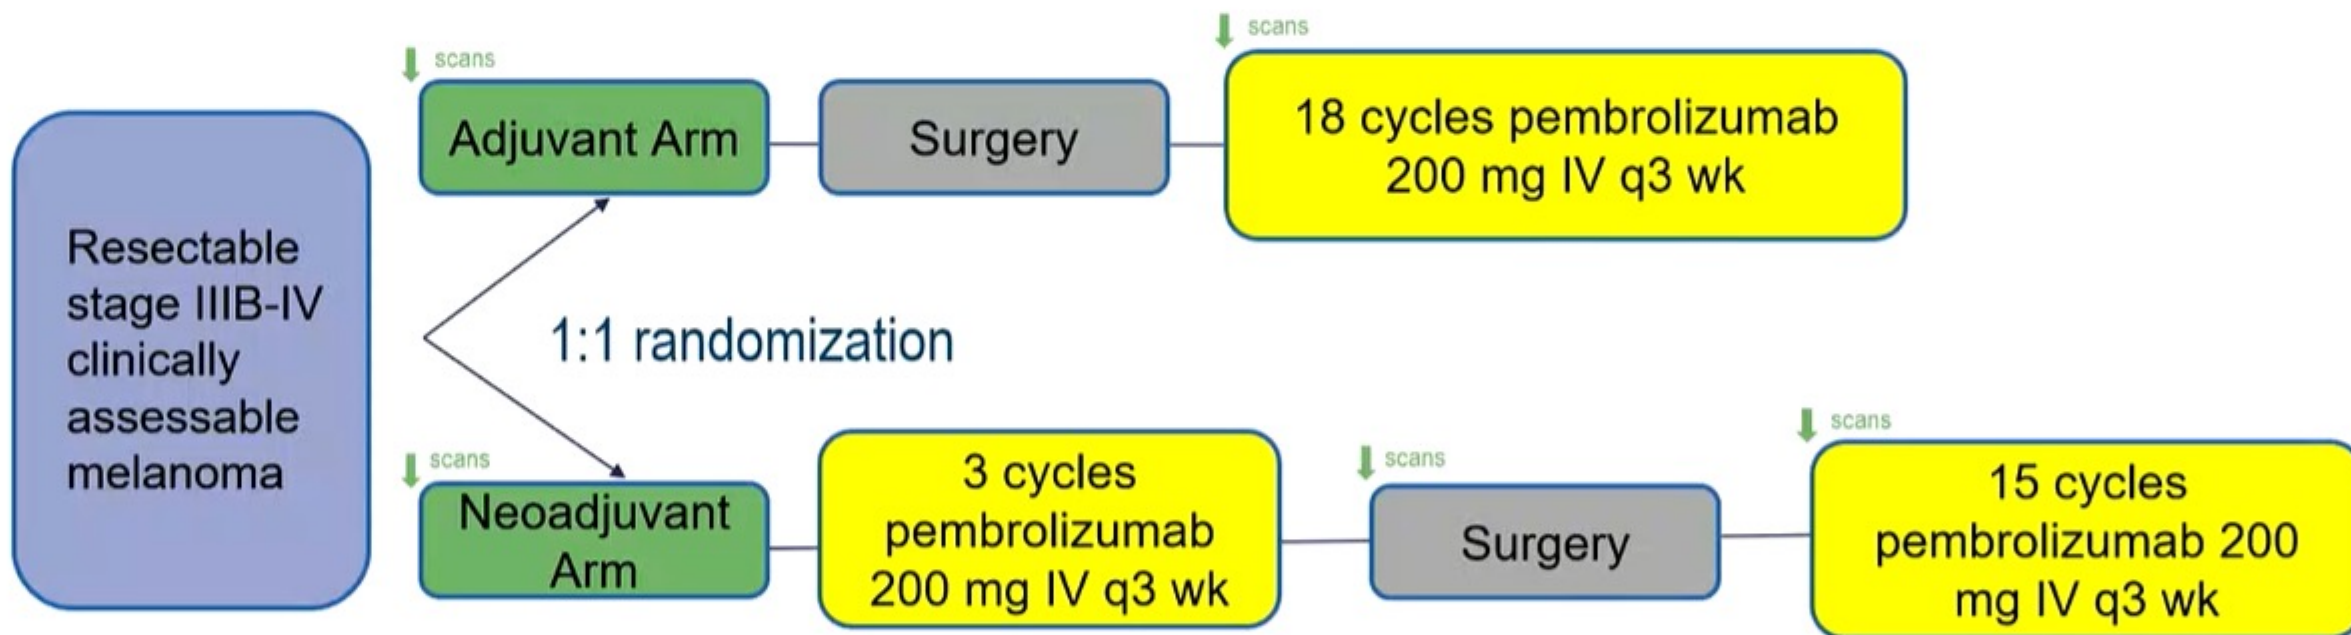 scans
scans
Adjuvant Arm
Surgery
18 cycles pembrolizumab
200 mg IV q3 wk
Resectable
stage IIIB-IV
clinically
assessable
melanoma
1:1 randomization
scans
Neoadjuvant
Arm
3 cycles
pembrolizumab
200 mg IV q3 wk
scans
Surgery
scans
15 cycles
pembrolizumab 200
mg IV q3 wk